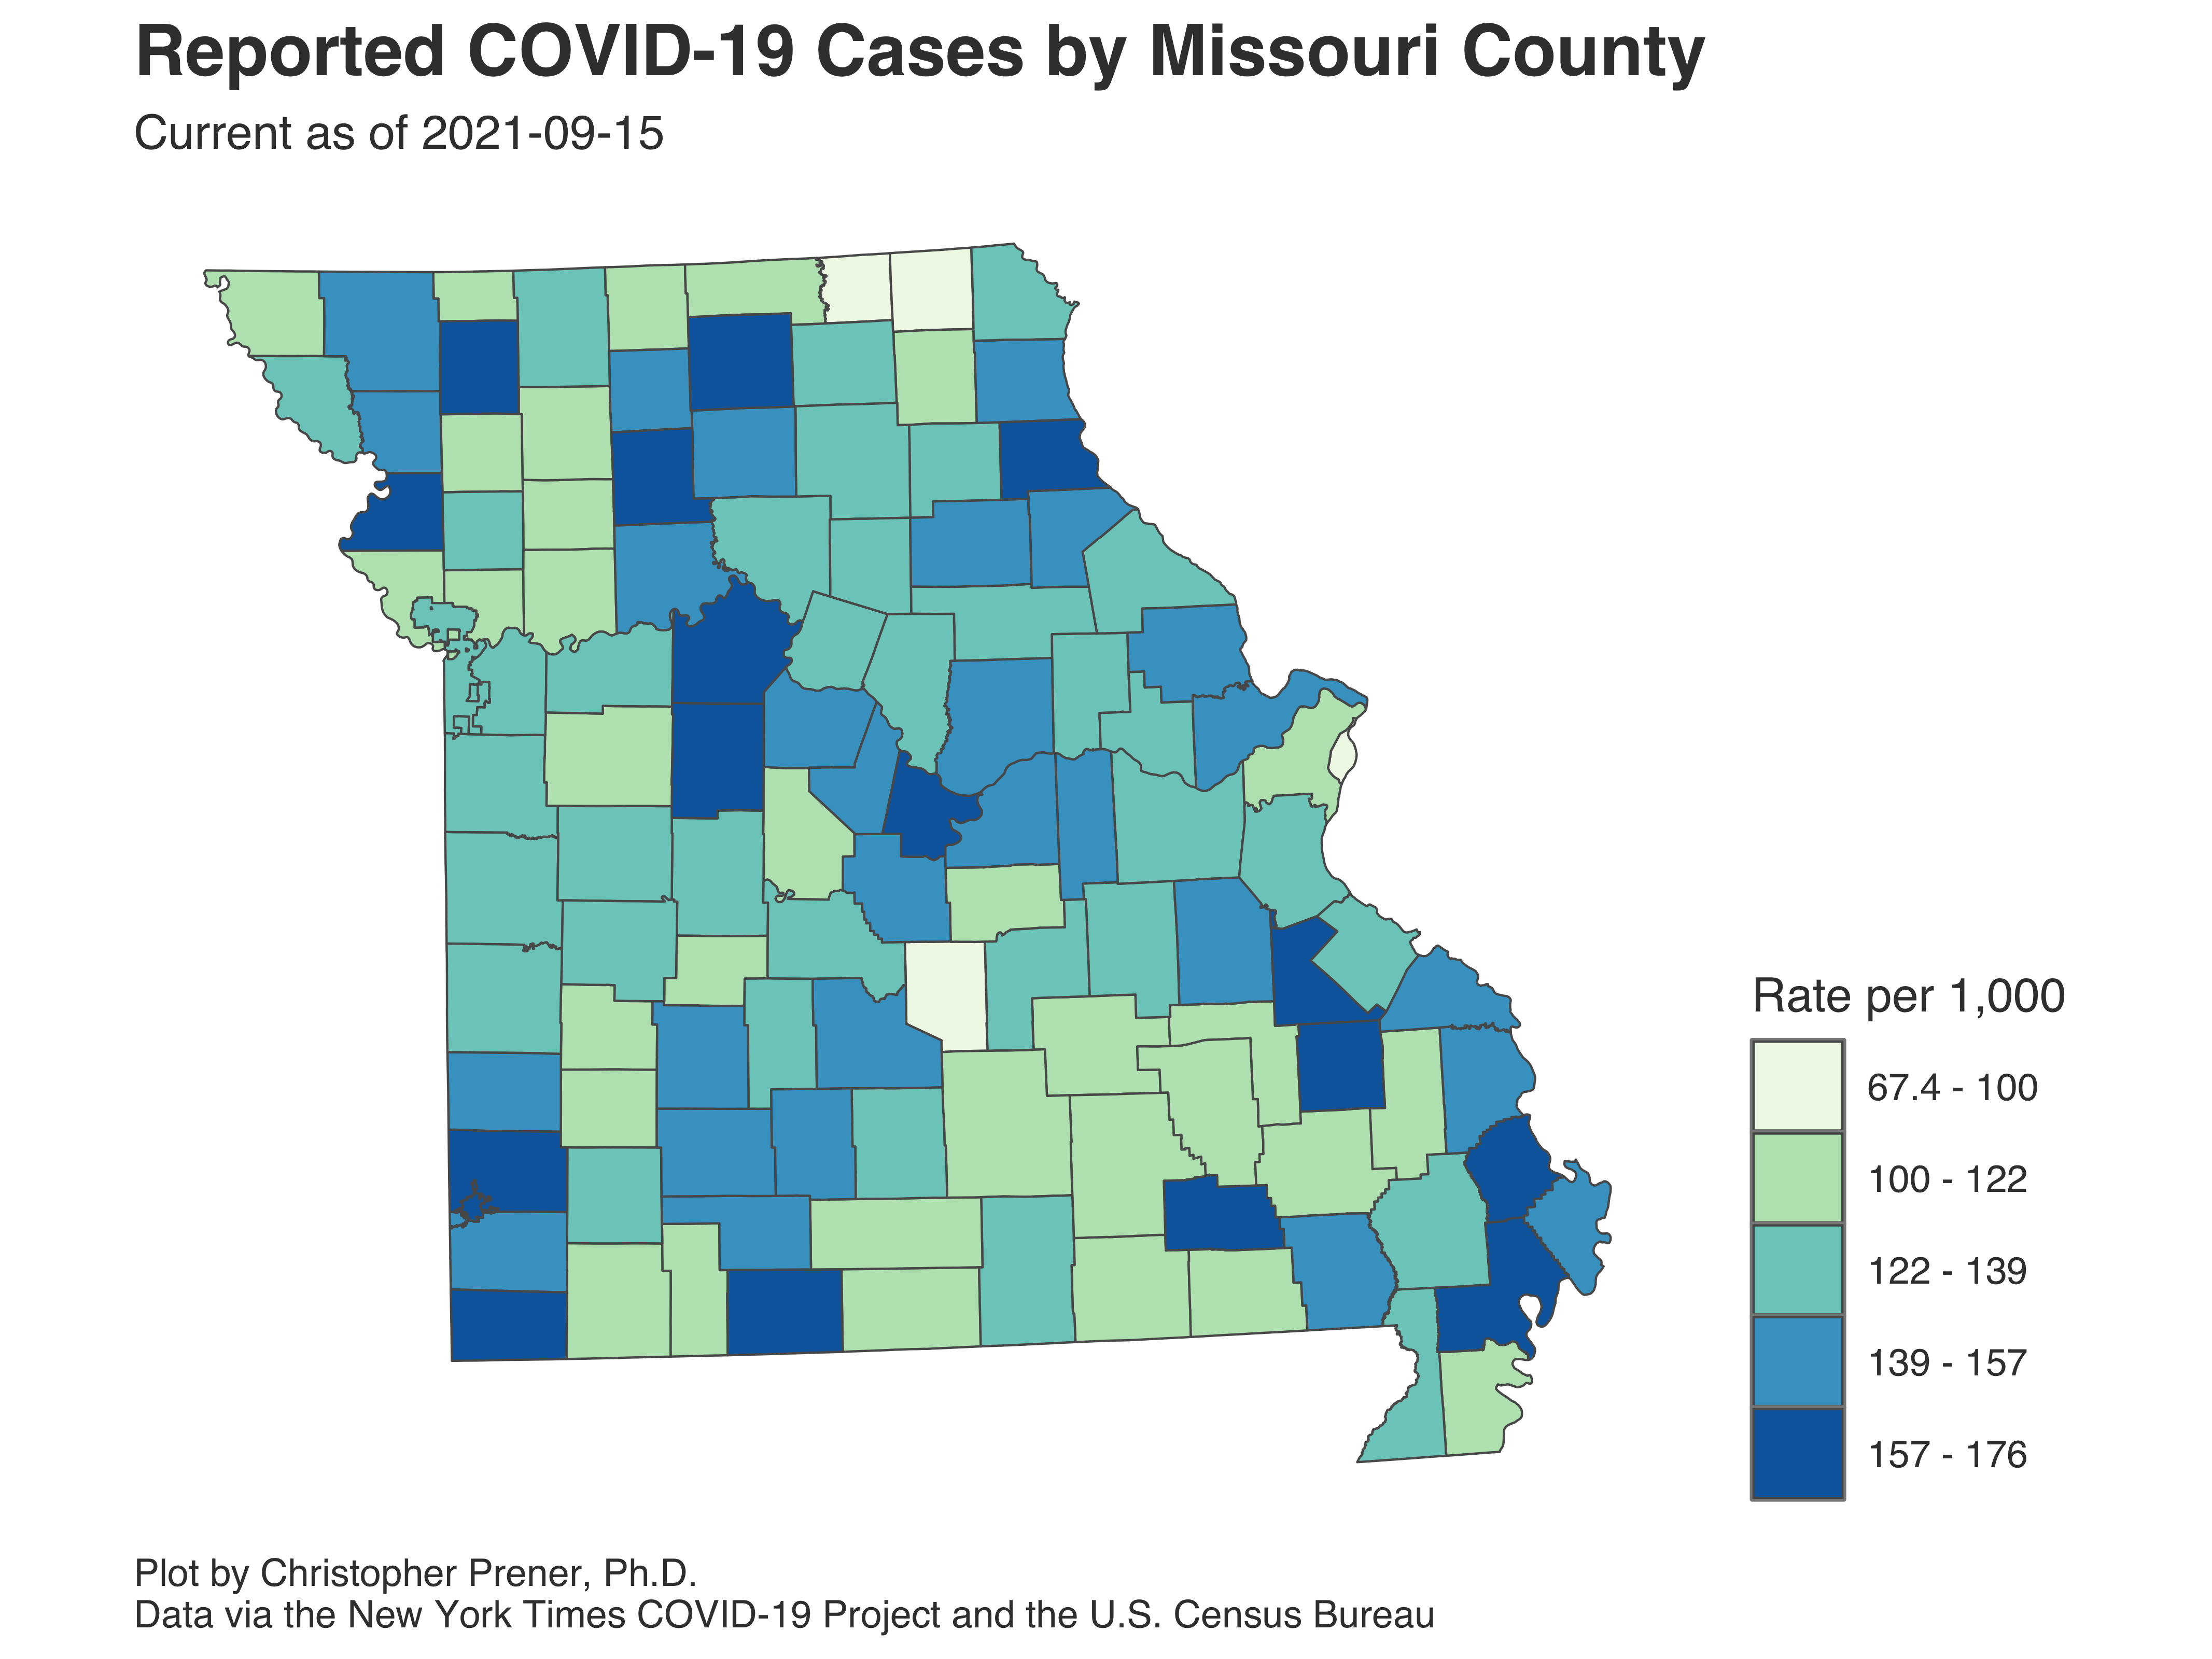 Reported COVID-19 Cases by Missouri County
Current as of 2021-09-15
Rate per 1,000
67.4 - 100
100 - 122
122 - 139
139 - 157
157 - 176
Plot by Christopher Prener, Ph.D.
Data via the New York Times COVID-19 Project and the U.S. Census Bureau